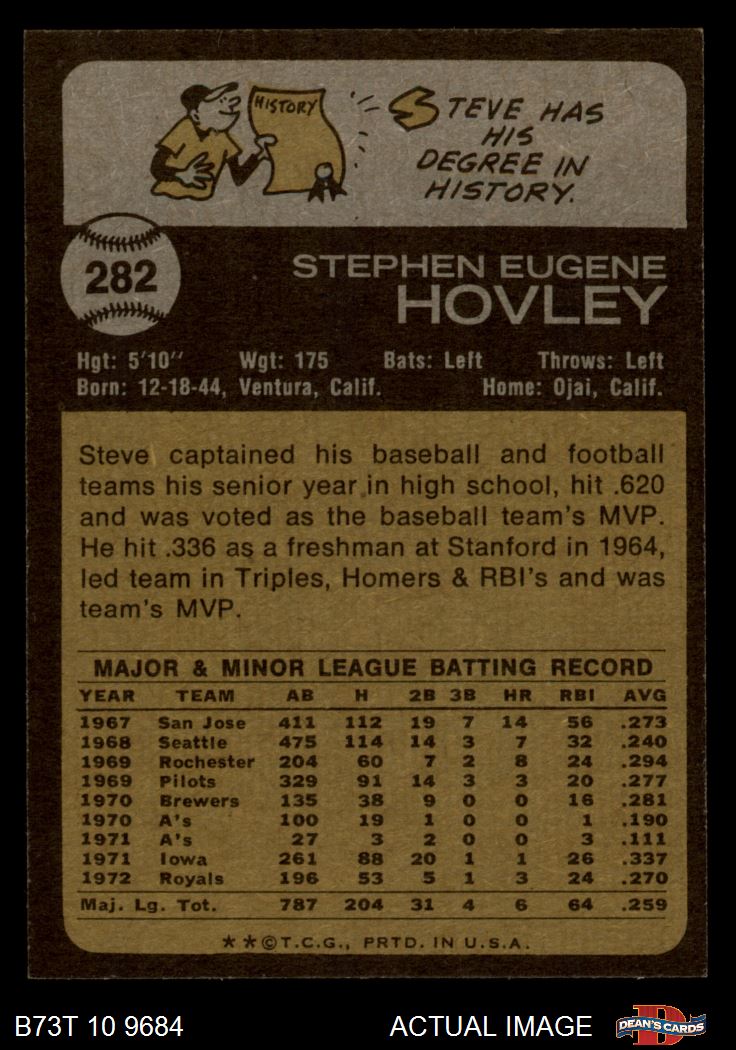 HISTORY
STEVE HAS
HIS
DEGREE IN
HISTORY.
282
STEPHEN EUGENE
HOVLEY
Hgt: 5'10" Wgt: 175 Bats: Left Throws: Left
Born: 12-18-44, Ventura, Calif. Home: Ojai, Calif.
Steve captained his baseball and football
teams his senior year in high school, hit .620
and was voted as the baseball team's MVP.
He hit .336 as a freshman at Stanford in 1964,
led team in Triples, Homers & RBI's and was
team's MVP.
MAJOR & MINOR LEAGUE BATTING RECORD
YEAR TEAM AB H 2B 3B HR RBI AVG
1967 San Jose 411 112 19 7 14 56 .273
1968 Seattle 475 114 14 3 7 32 .240
1969 Rochester 204 60 7 2 8 24 .294
1969 Pilots 329 91 14 3 3 20 .277
1970 Brewers 135 38 9 0 0 16 .281
1970 A's 100 19 1 0 0 1 .190
1971 A's 27 3 2 0 0 3 .111
1971 Iowa 261 88 20 1 1 26 .337
1972 Royals 196 53 5 1 3 24 .270
Maj. Lg. Tot. 787 204 31 4 6 64 .259
★★©T.C.G., PRTD. IN U.S.A.
B73T 10 9684 ACTUAL IMAGE
D
DEAN'S CARDS